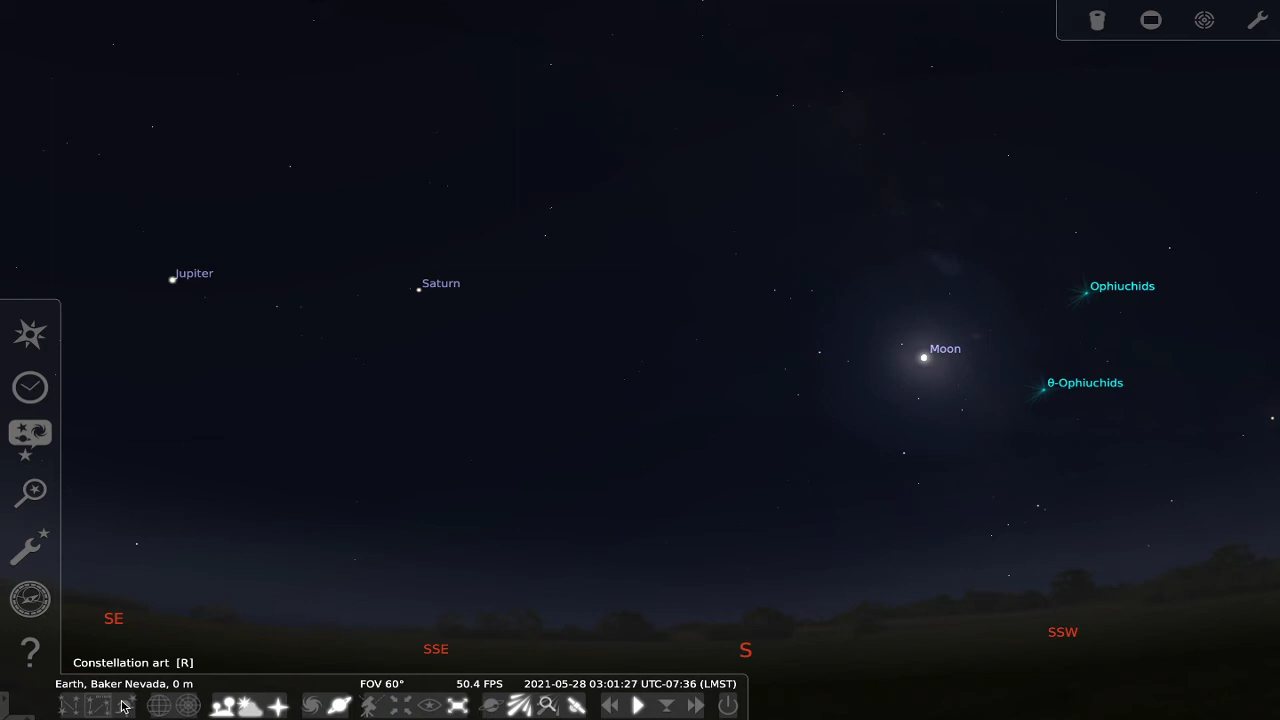 Jupiter
Saturn
Ophiuchids
Moon
θ-Ophiuchids
SE
SSE
S
SSW
Constellation art [R]
Earth, Baker Nevada, 0 m
FOV 60°
50.4 FPS
2021-05-28 03:01:27 UTC-07:36 (LMST)